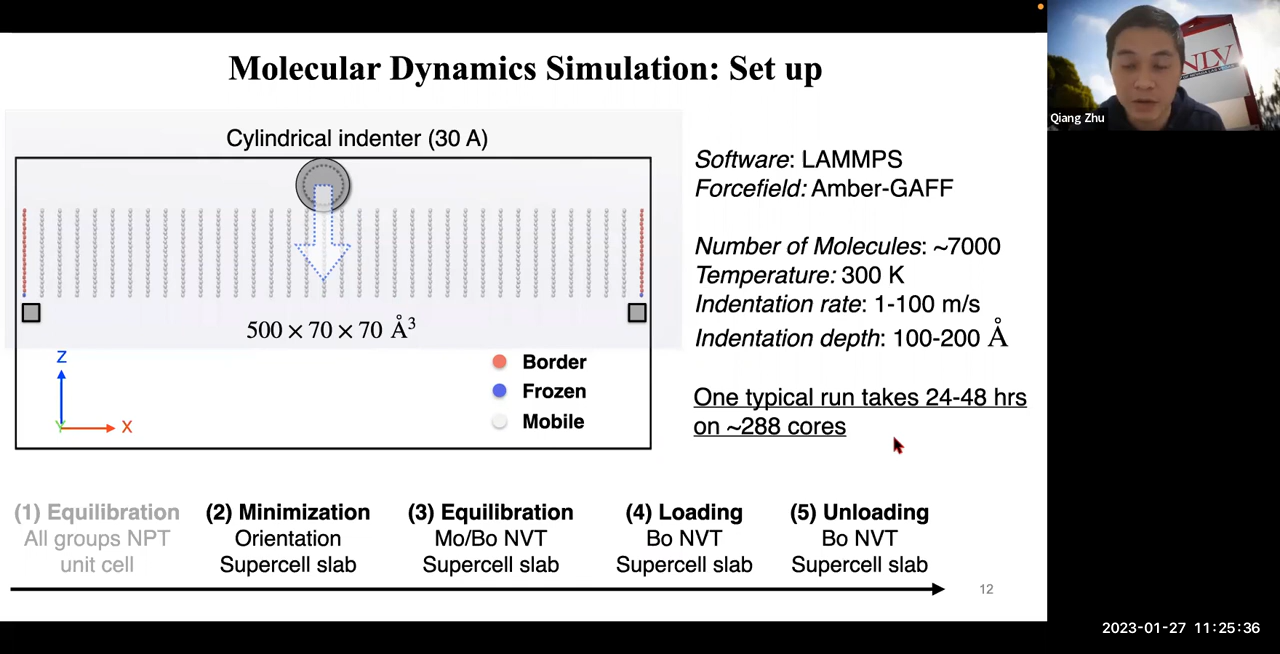 Molecular Dynamics Simulation: Set up
Cylindrical indenter (30 A)
500 × 70 × 70 Å³
Z
Y
X
Border
Frozen
Mobile
Software: LAMMPS
Forcefield: Amber-GAFF
Number of Molecules: ~7000
Temperature: 300 K
Indentation rate: 1-100 m/s
Indentation depth: 100-200 Å
One typical run takes 24-48 hrs
on ~288 cores
(1) Equilibration
All groups NPT
unit cell
(2) Minimization
Orientation
Supercell slab
(3) Equilibration
Mo/Bo NVT
Supercell slab
(4) Loading
Bo NVT
Supercell slab
(5) Unloading
Bo NVT
Supercell slab
12
NLV
Qiang Zhu
2023-01-27 11:25:36